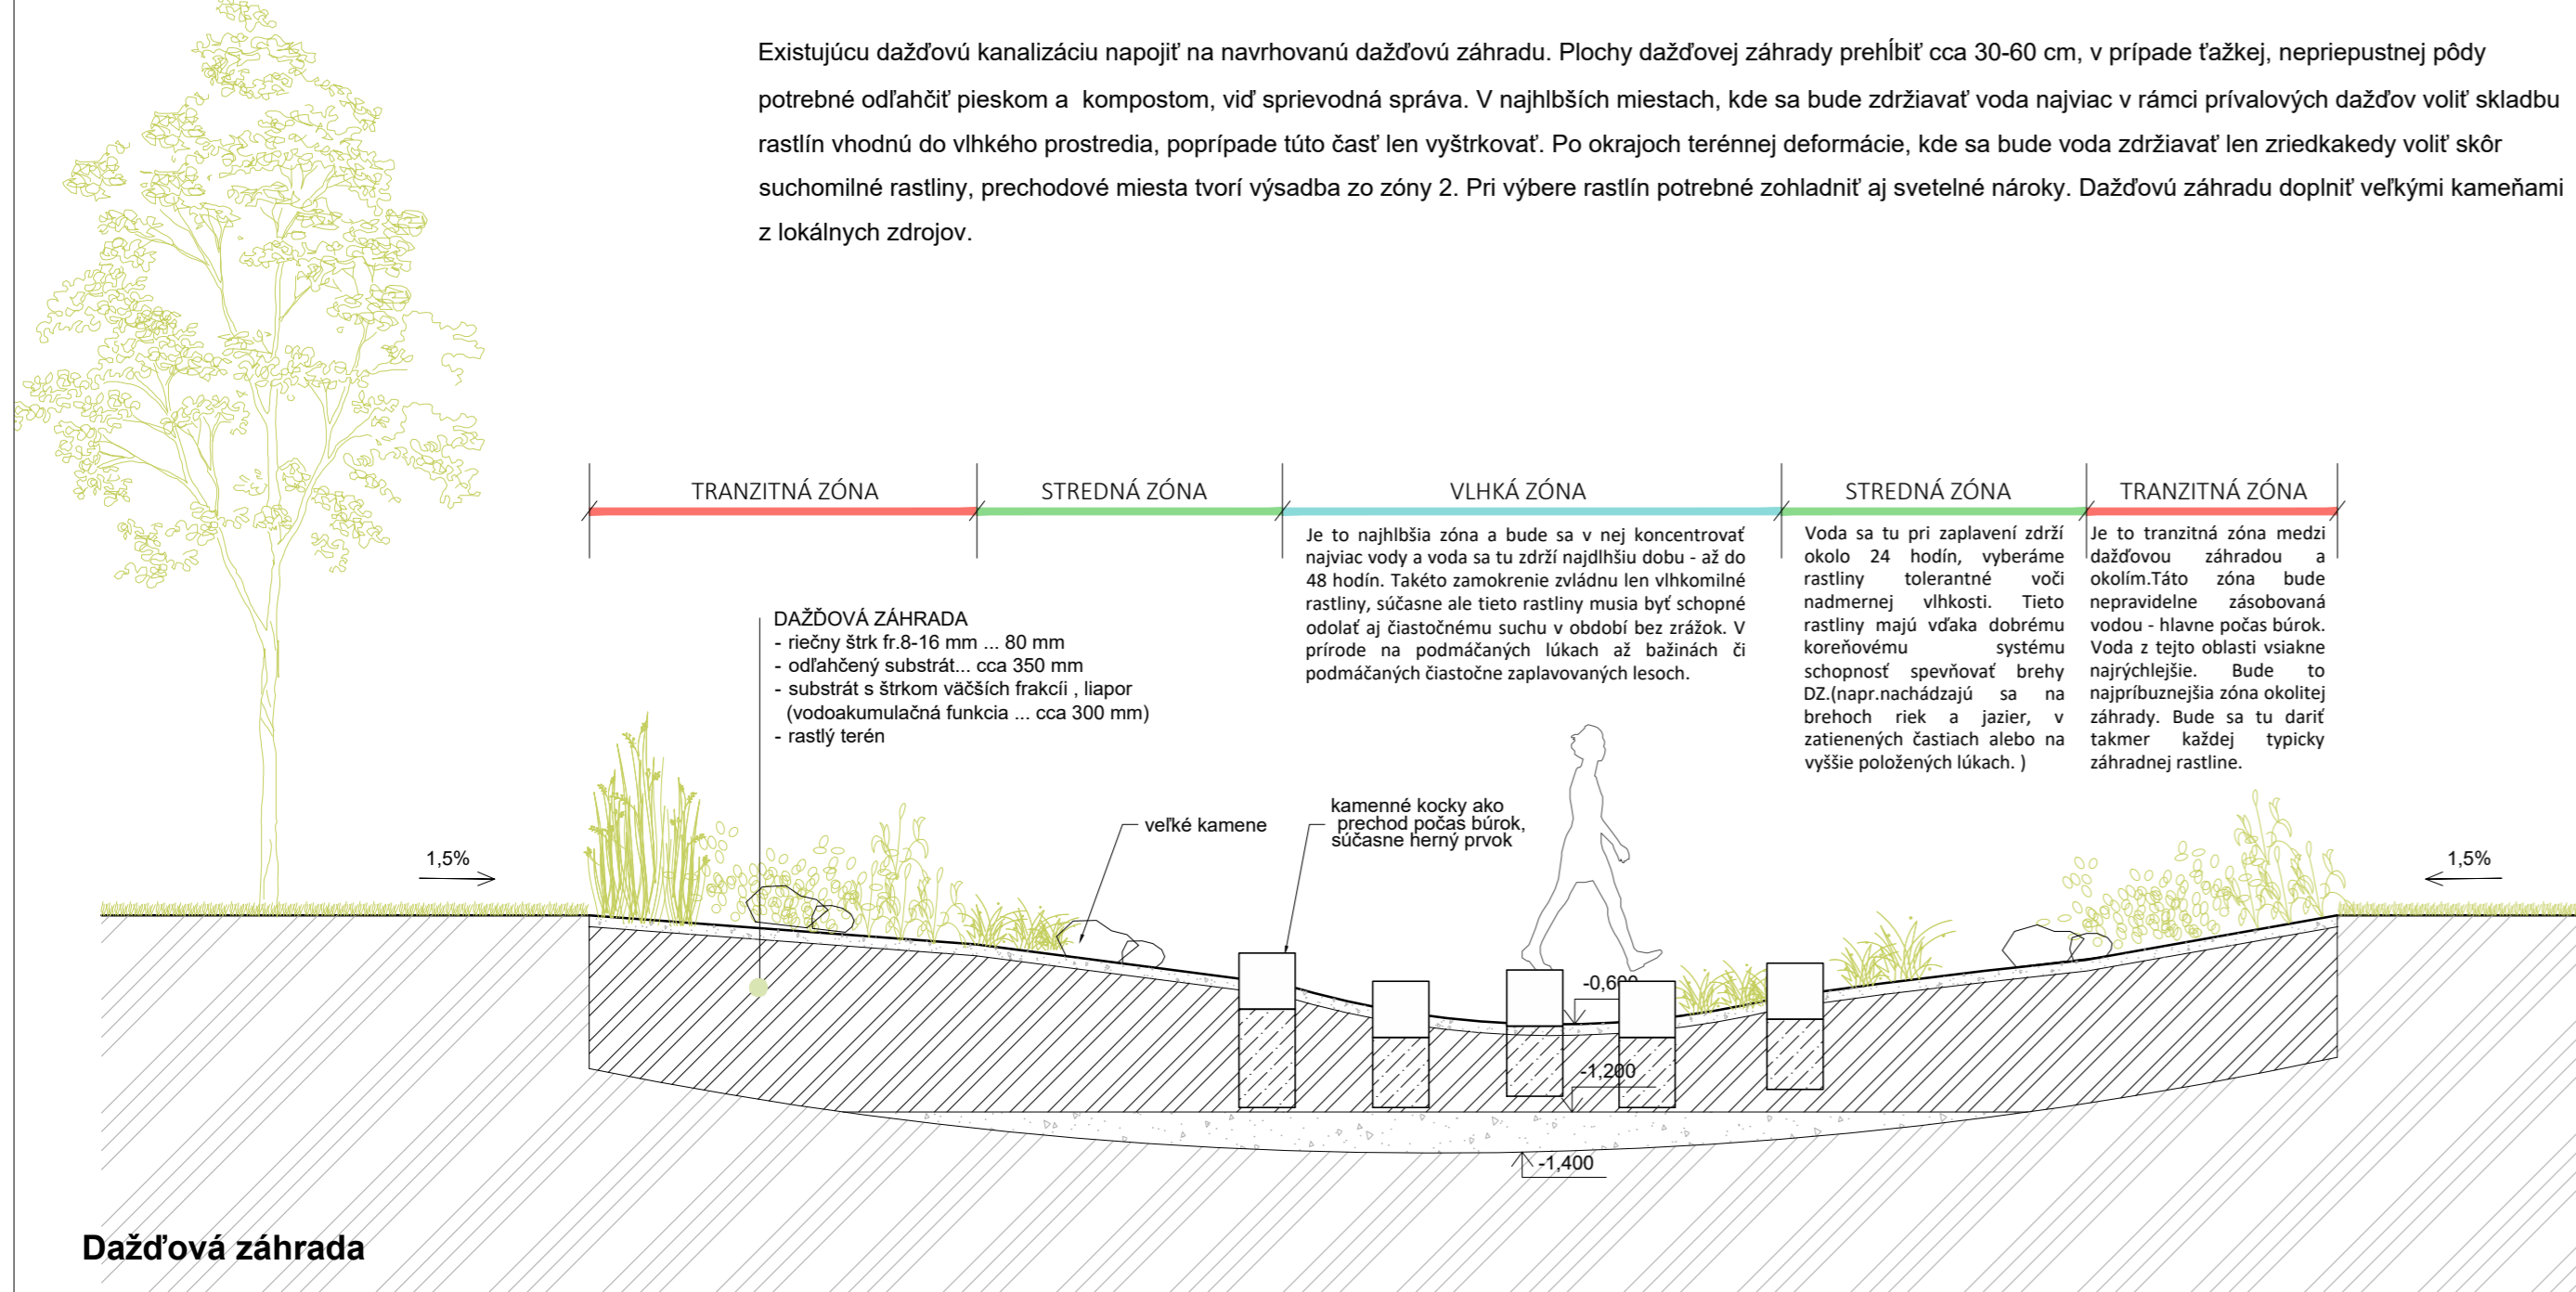 Existujúcu dažďovú kanalizáciu napojiť na navrhovanú dažďovú záhradu. Plochy dažďovej záhrady prehĺbiť cca 30-60 cm, v prípade ťažkej, nepriepustnej pôdy
potrebné odľahčiť pieskom a kompostom, viď sprievodná správa. V najhlbších miestach, kde sa bude zdržiavať voda najviac v rámci prívalových dažďov voliť skladbu
rastlín vhodnú do vlhkého prostredia, poprípade túto časť len vyštrkovať. Po okrajoch terénnej deformácie, kde sa bude voda zdržiavať len zriedkakedy voliť skôr
suchomilné rastliny, prechodové miesta tvorí výsadba zo zóny 2. Pri výbere rastlín potrebné zohladniť aj svetelné nároky. Dažďovú záhradu doplniť veľkými kameňami
z lokálnych zdrojov.
TRANZITNÁ ZÓNA
STREDNÁ ZÓNA
VLHKÁ ZÓNA
STREDNÁ ZÓNA
TRANZITNÁ ZÓNA
Je to najhlbšia zóna a bude sa v nej koncentrovať
najviac vody a voda sa tu zdrží najdlhšiu dobu - až do
48 hodín. Takéto zamokrenie zvládnu len vlhkomilné
rastliny, súčasne ale tieto rastliny musia byť schopné
odolať aj čiastočnému suchu v období bez zrážok. V
prírode na podmáčaných lúkach až bažinách či
podmáčaných čiastočne zaplavovaných lesoch.
Voda sa tu pri zaplavení zdrží
okolo 24 hodín, vyberáme
rastliny tolerantné voči
nadmernej vlhkosti. Tieto
rastliny majú vďaka dobrému
koreňovému systému
schopnosť spevňovať brehy
DZ.(napr.nachádzajú sa na
brehoch riek a jazier, v
zatienených častiach alebo na
vyššie položených lúkach. )
Je to tranzitná zóna medzi
dažďovou záhradou a
okolím.Táto zóna bude
nepravidelne zásobovaná
vodou - hlavne počas búrok.
Voda z tejto oblasti vsiakne
najrýchlejšie. Bude to
najpríbuznejšia zóna okolitej
záhrady. Bude sa tu dariť
takmer každej typicky
záhradnej rastline.
DAŽĎOVÁ ZÁHRADA
- riečny štrk fr.8-16 mm ... 80 mm
- odľahčený substrát... cca 350 mm
- substrát s štrkom väčších frakcíi , liapor
(vodoakumulačná funkcia ... cca 300 mm)
- rastlý terén
veľké kamene
kamenné kocky ako
prechod počas búrok,
súčasne herný prvok
1,5%
1,5%
-0,600
-1,200
-1,400
Dažďová záhrada